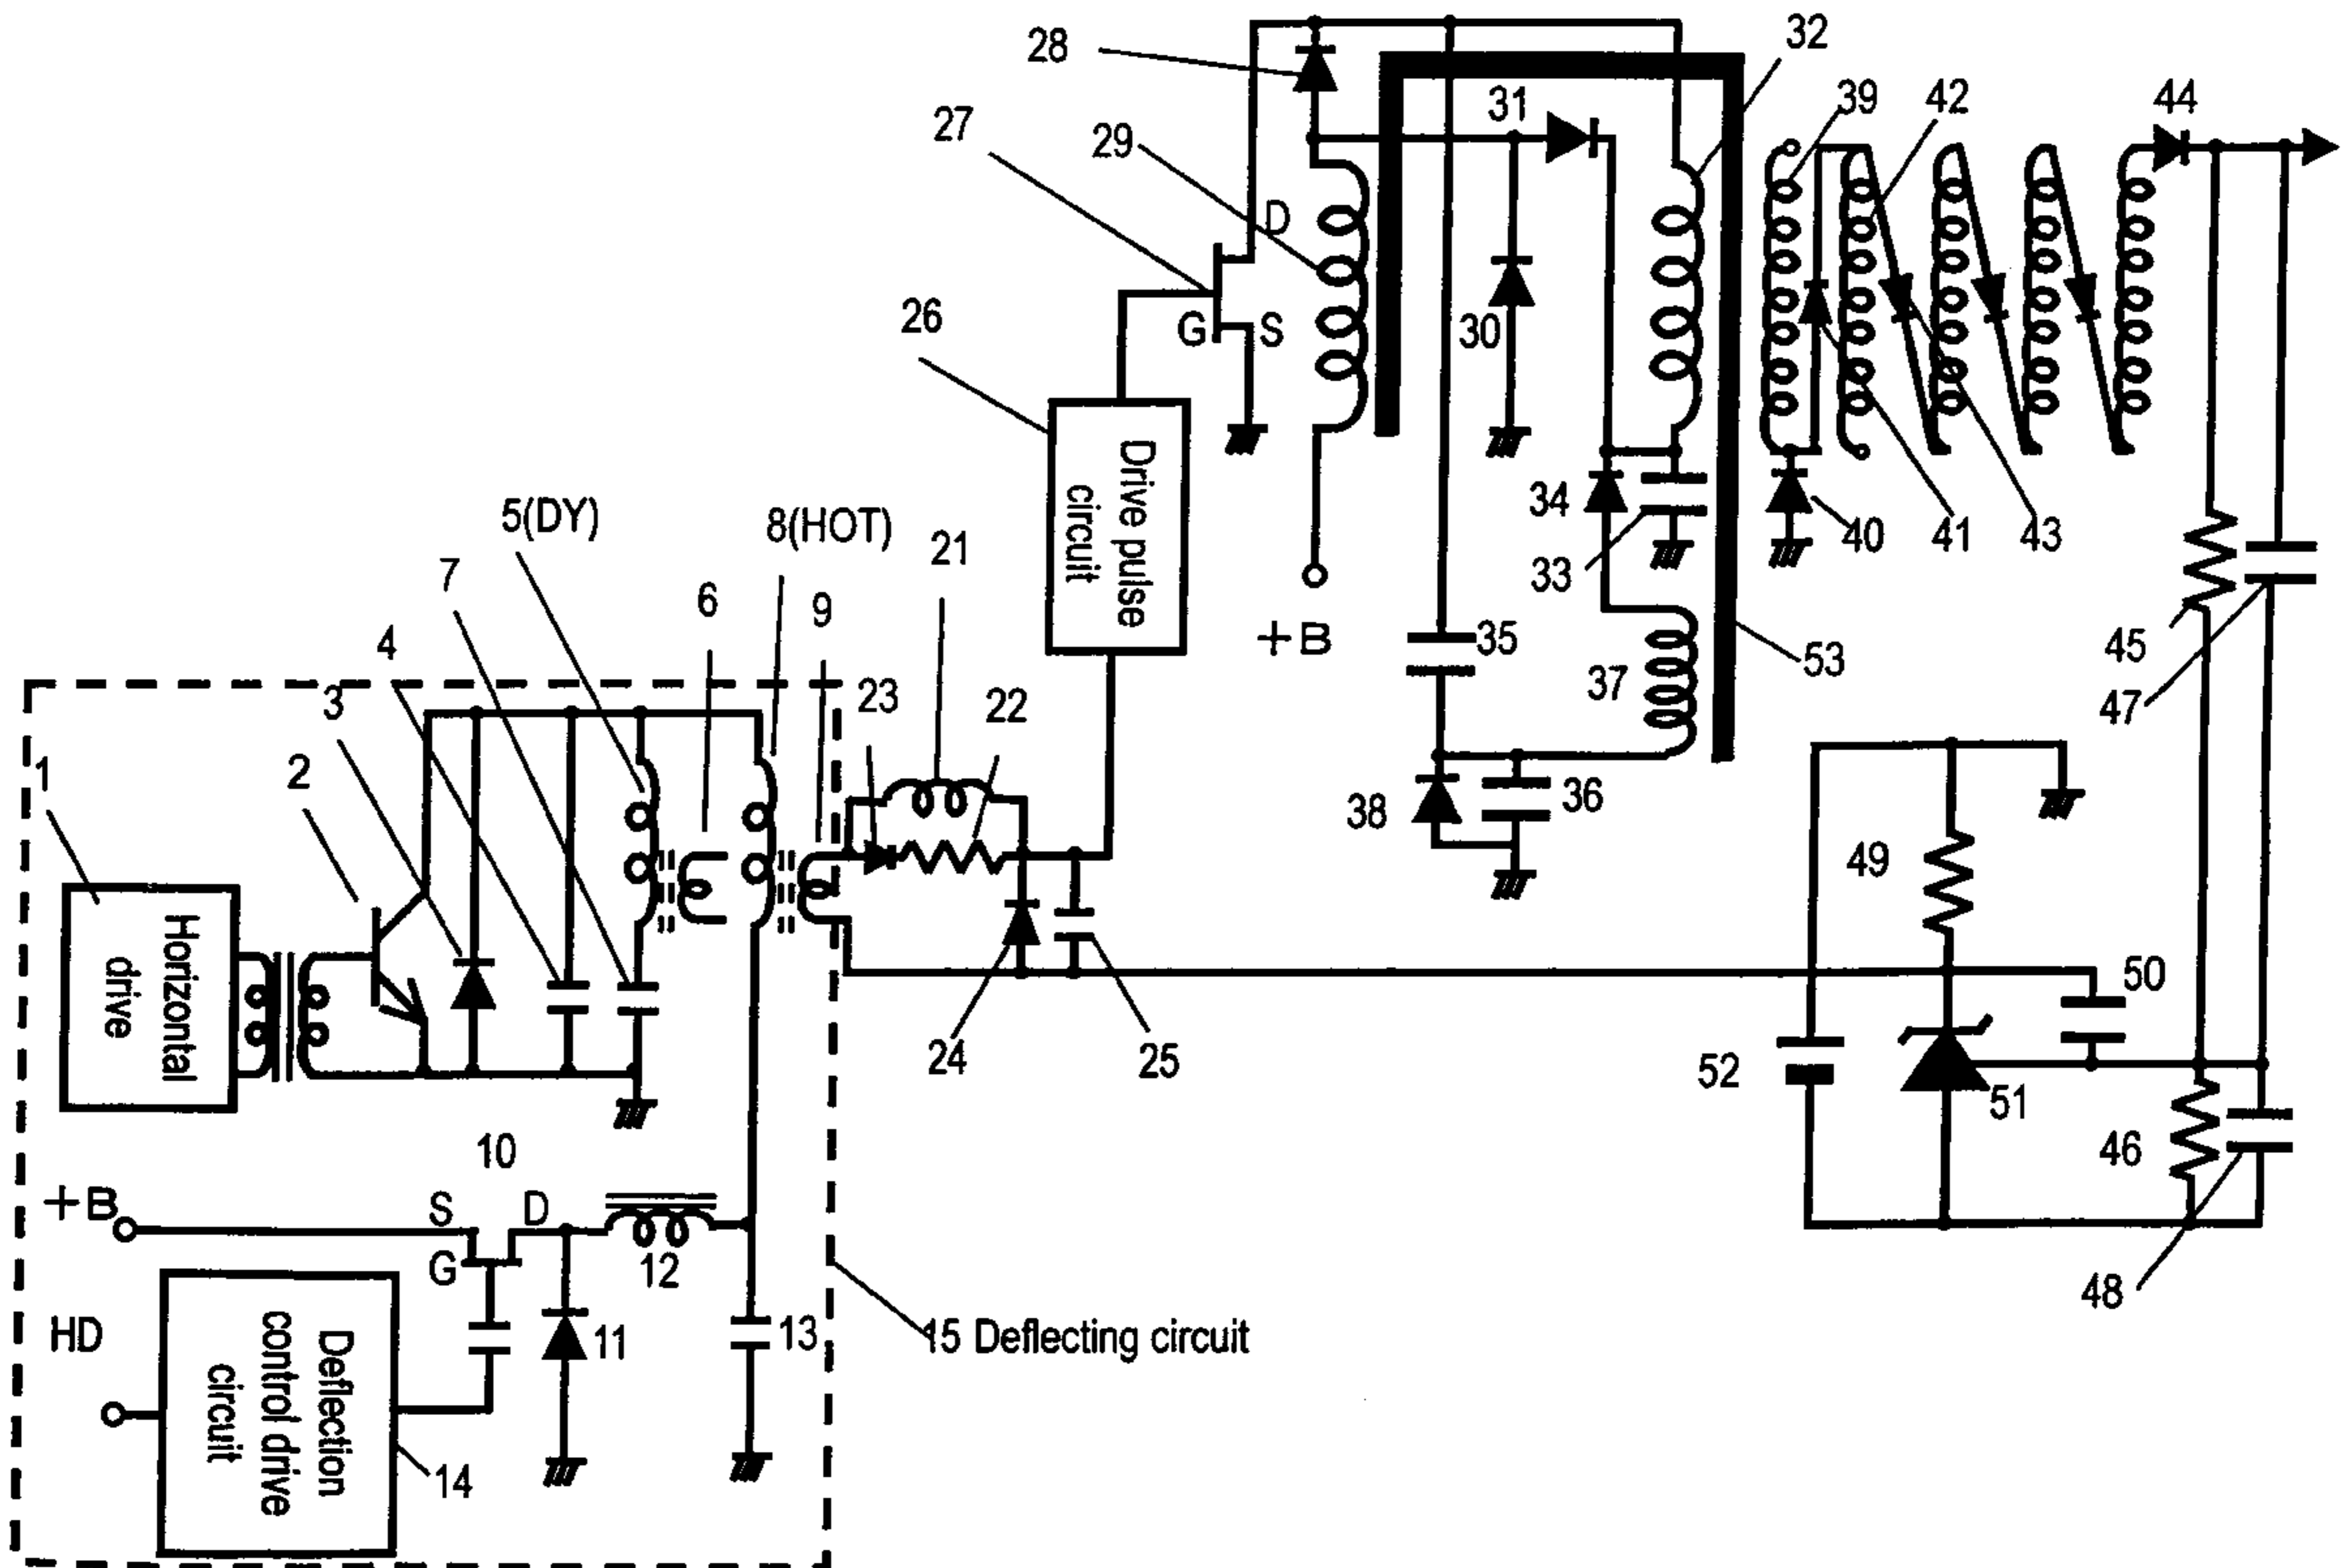 28
32
27
29
31
39
42
44
D
26
G
S
30
Drive pulse
circuit
34
33
40
41
43
5(DY)
8(HOT)
21
7
6
9
4
+B
35
37
53
45
47
3
23
22
1
2
38
36
49
Horizontal
drive
24
25
50
52
51
46
10
+B
S
D
G
12
48
HD
Deflection
control drive
circuit
11
13
15 Deflecting circuit
14